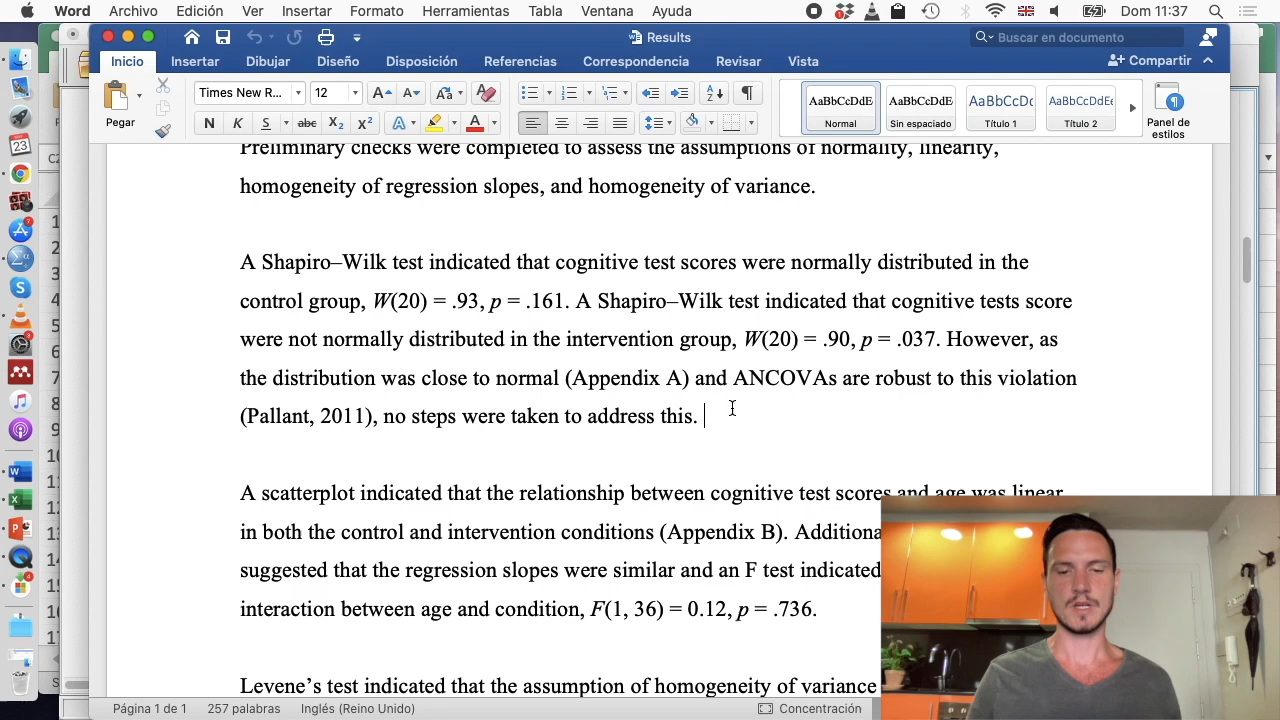 Word Archivo Edición Ver Insertar Formato Herramientas Tabla Ventana Ayuda Dom 11:37
Results
Buscar en documento
Inicio Insertar Dibujar Diseño Disposición Referencias Correspondencia Revisar Vista Compartir
Times New R... 12
AaBbCcDdE AaBbCcDdE AaBbCcDc AaBbCcDdEe
Pegar
N K S abc X₂ X² A A
Normal Sin espaciado Título 1 Título 2
Panel de
estilos
Preliminary checks were completed to assess the assumptions of normality, linearity,
homogeneity of regression slopes, and homogeneity of variance.
A Shapiro–Wilk test indicated that cognitive test scores were normally distributed in the
control group, W(20) = .93, p = .161. A Shapiro–Wilk test indicated that cognitive tests score
were not normally distributed in the intervention group, W(20) = .90, p = .037. However, as
the distribution was close to normal (Appendix A) and ANCOVAs are robust to this violation
(Pallant, 2011), no steps were taken to address this.
A scatterplot indicated that the relationship between cognitive test scores and age was linear
in both the control and intervention conditions (Appendix B). Additiona
suggested that the regression slopes were similar and an F test indicated
interaction between age and condition, F(1, 36) = 0.12, p = .736.
Levene's test indicated that the assumption of homogeneity of variance
Página 1 de 1 257 palabras Inglés (Reino Unido) Concentración